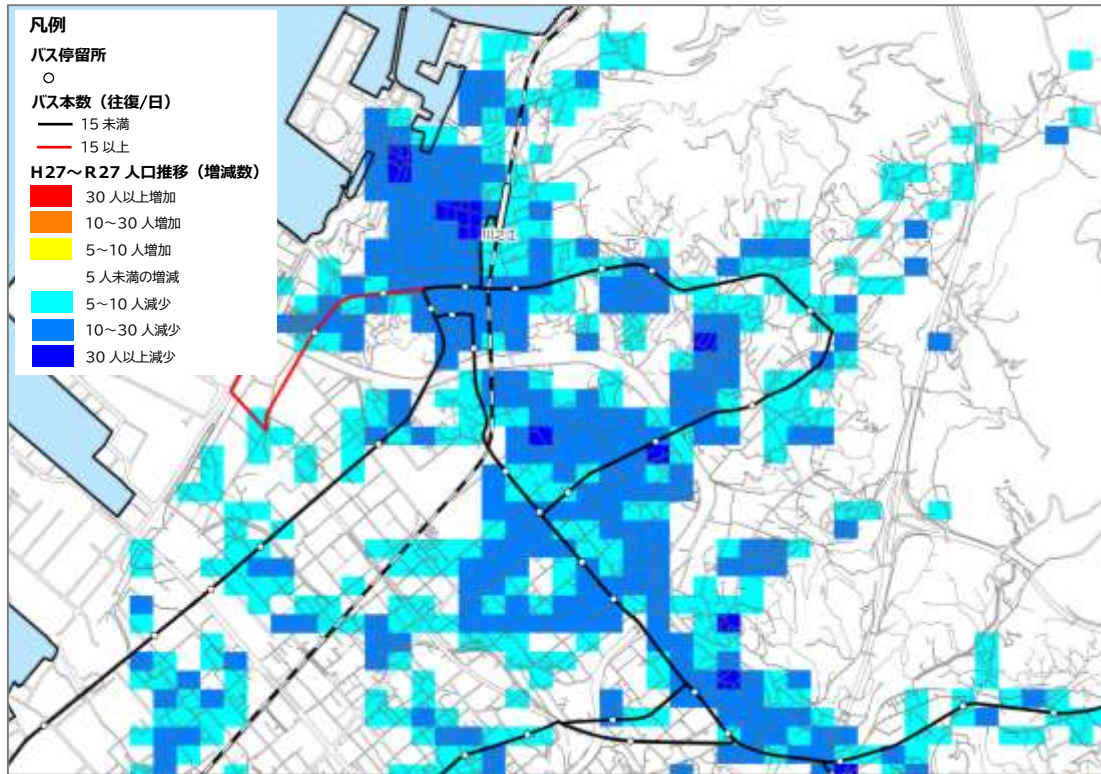 凡例
バス停留所
バス本数（往復/日）
15 未満
15 以上
H27～R27 人口推移（増減数）
30 人以上増加
10～30 人増加
5～10 人増加
5 人未満の増減
5～10 人減少
10～30 人減少
30 人以上減少
川之江